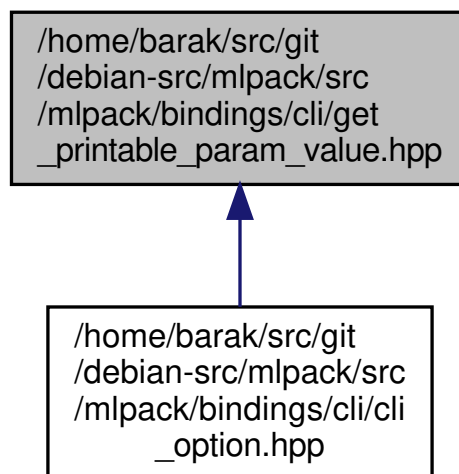 /home/barak/src/git
/debian-src/mlpack/src
/mlpack/bindings/cli/get
_printable_param_value.hpp
/home/barak/src/git
/debian-src/mlpack/src
/mlpack/bindings/cli/cli
_option.hpp